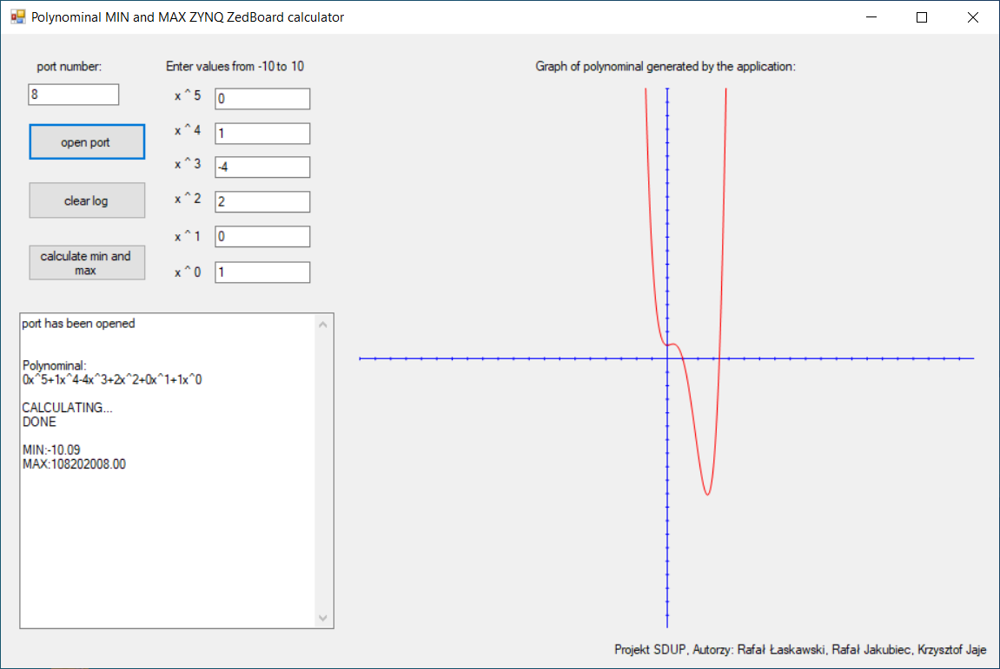 Polynominal MIN and MAX ZYNQ ZedBoard calculator
port number:
8
open port
clear log
calculate min and
max
Enter values from -10 to 10
x ^ 5 0
x ^ 4 1
x ^ 3 -4
x ^ 2 2
x ^ 1 0
x ^ 0 1
port has been opened
Polynominal:
0x^5+1x^4-4x^3+2x^2+0x^1+1x^0
CALCULATING...
DONE
MIN:-10.09
MAX:108202008.00
Graph of polynominal generated by the application:
Projekt SDUP, Autorzy: Rafał Łaskawski, Rafał Jakubiec, Krzysztof Jaje